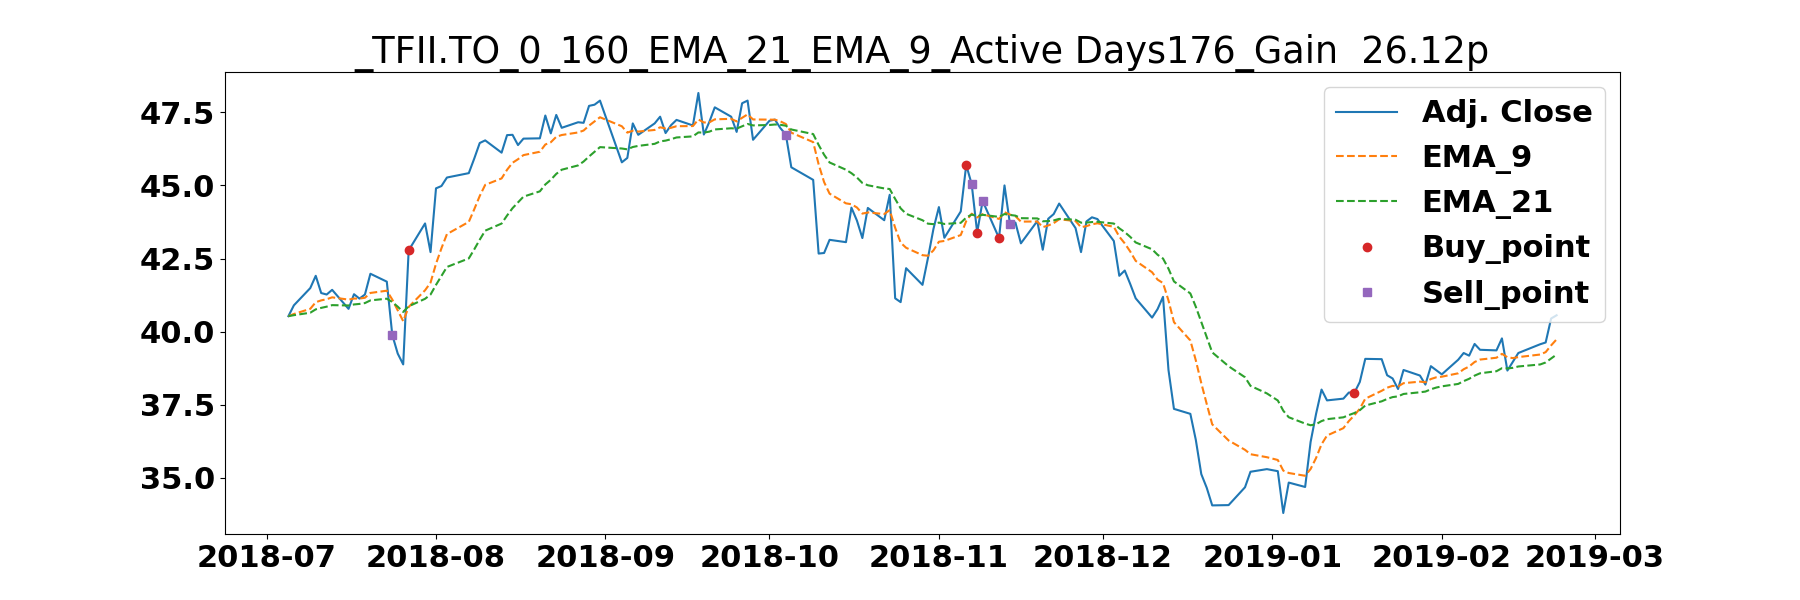 _TFII.TO_0_160_EMA_21_EMA_9_Active Days176_Gain  26.12p
47.5
45.0
42.5
40.0
37.5
35.0
Adj. Close
EMA_9
EMA_21
Buy_point
Sell_point
2018-07 2018-08 2018-09 2018-10 2018-11 2018-12 2019-01 2019-02 2019-03